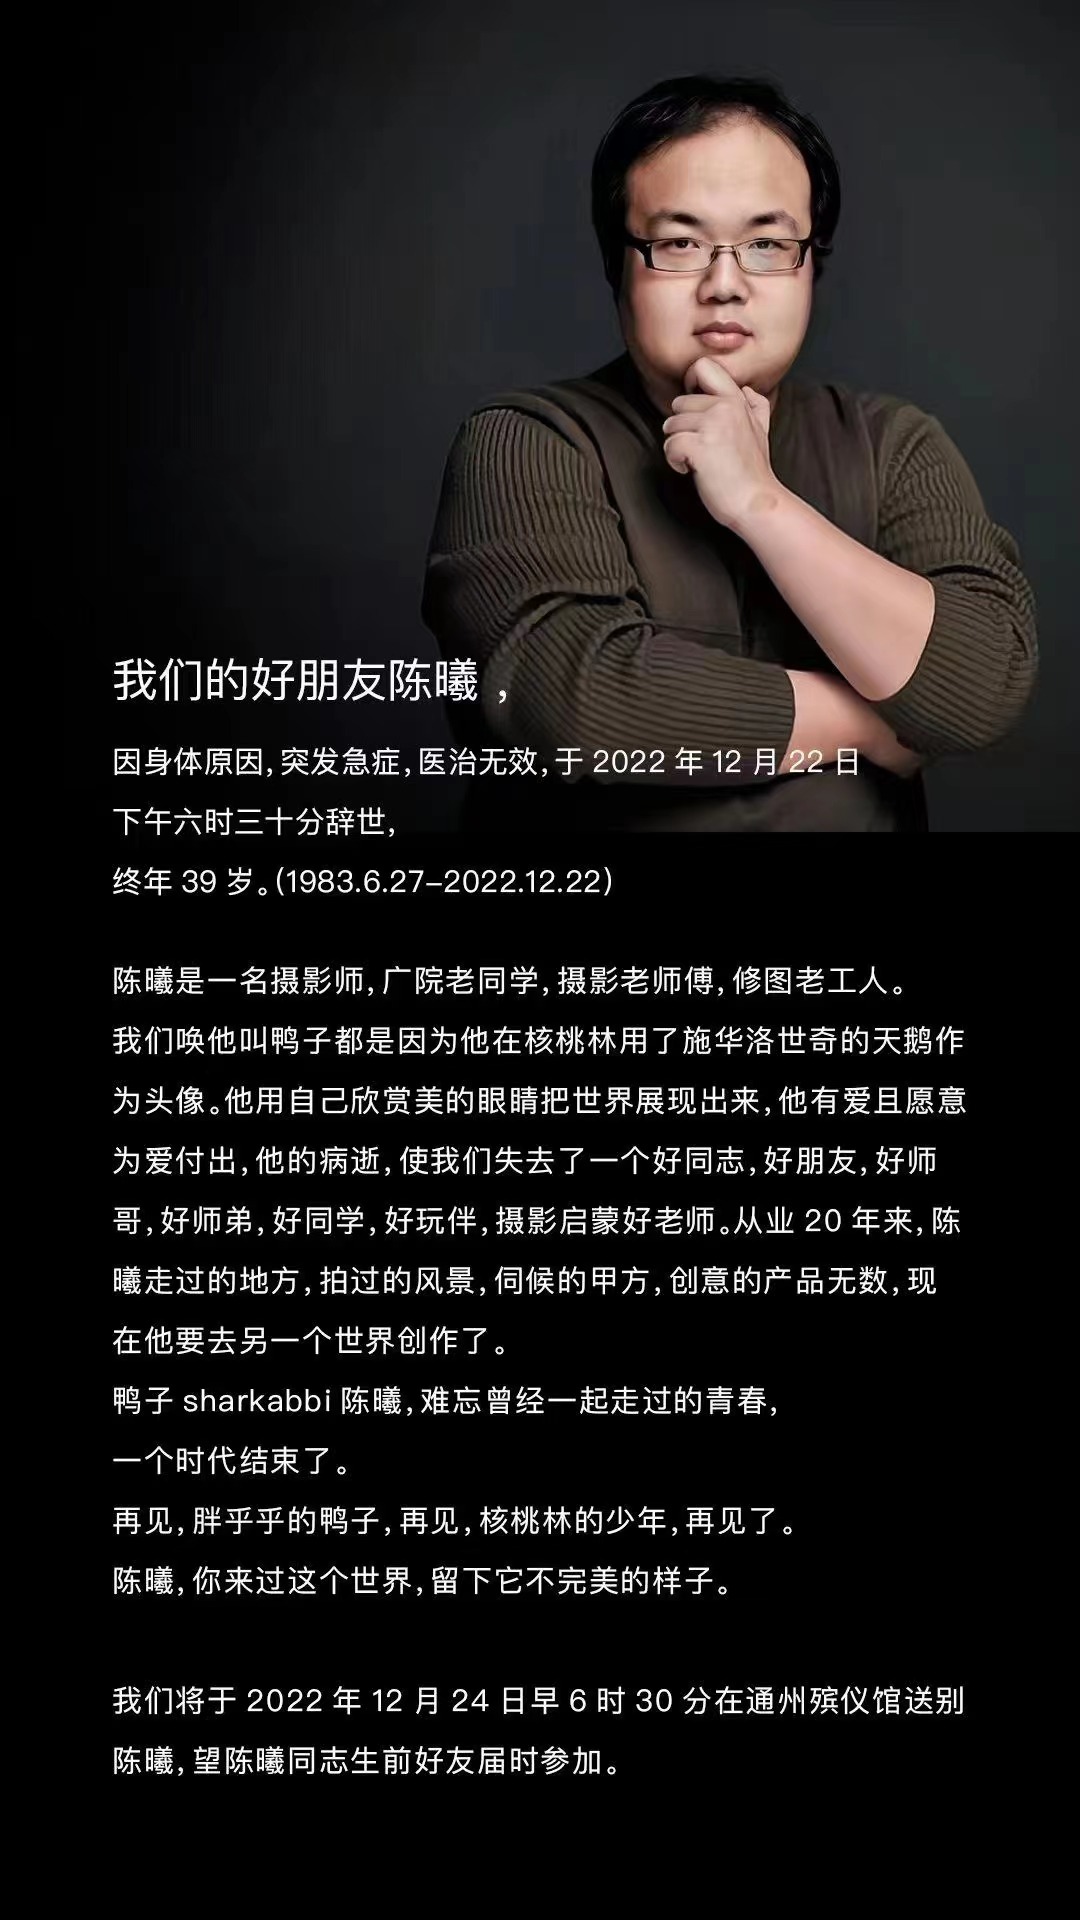 我们的好朋友陈曦，
因身体原因，突发急症，医治无效，于 2022 年 12 月 22 日
下午六时三十分辞世，
终年 39 岁。（1983.6.27–2022.12.22）
陈曦是一名摄影师，广院老同学，摄影老师傅，修图老工人。
我们唤他叫鸭子都是因为他在核桃林用了施华洛世奇的天鹅作
为头像。他用自己欣赏美的眼睛把世界展现出来，他有爱且愿意
为爱付出，他的病逝，使我们失去了一个好同志，好朋友，好师
哥，好师弟，好同学，好玩伴，摄影启蒙好老师。从业 20 年来，陈
曦走过的地方，拍过的风景，伺候的甲方，创意的产品无数，现
在他要去另一个世界创作了。
鸭子 sharkabbi 陈曦，难忘曾经一起走过的青春，
一个时代结束了。
再见，胖乎乎的鸭子，再见，核桃林的少年，再见了。
陈曦，你来过这个世界，留下它不完美的样子。
我们将于 2022 年 12 月 24 日早 6 时 30 分在通州殡仪馆送别
陈曦，望陈曦同志生前好友届时参加。